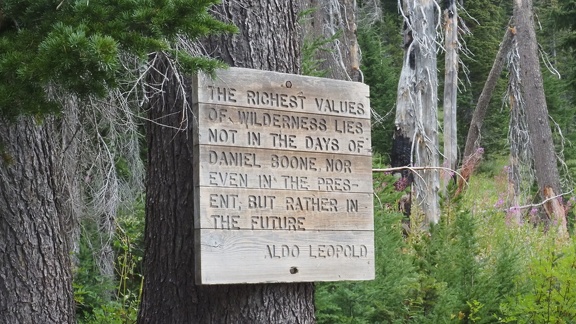 THE RICHEST VALUES
OF WILDERNESS LIES
NOT IN THE DAYS OF
DANIEL BOONE, NOR
EVEN IN THE PRES-
ENT, BUT RATHER IN
THE FUTURE
ALDO LEOPOLD